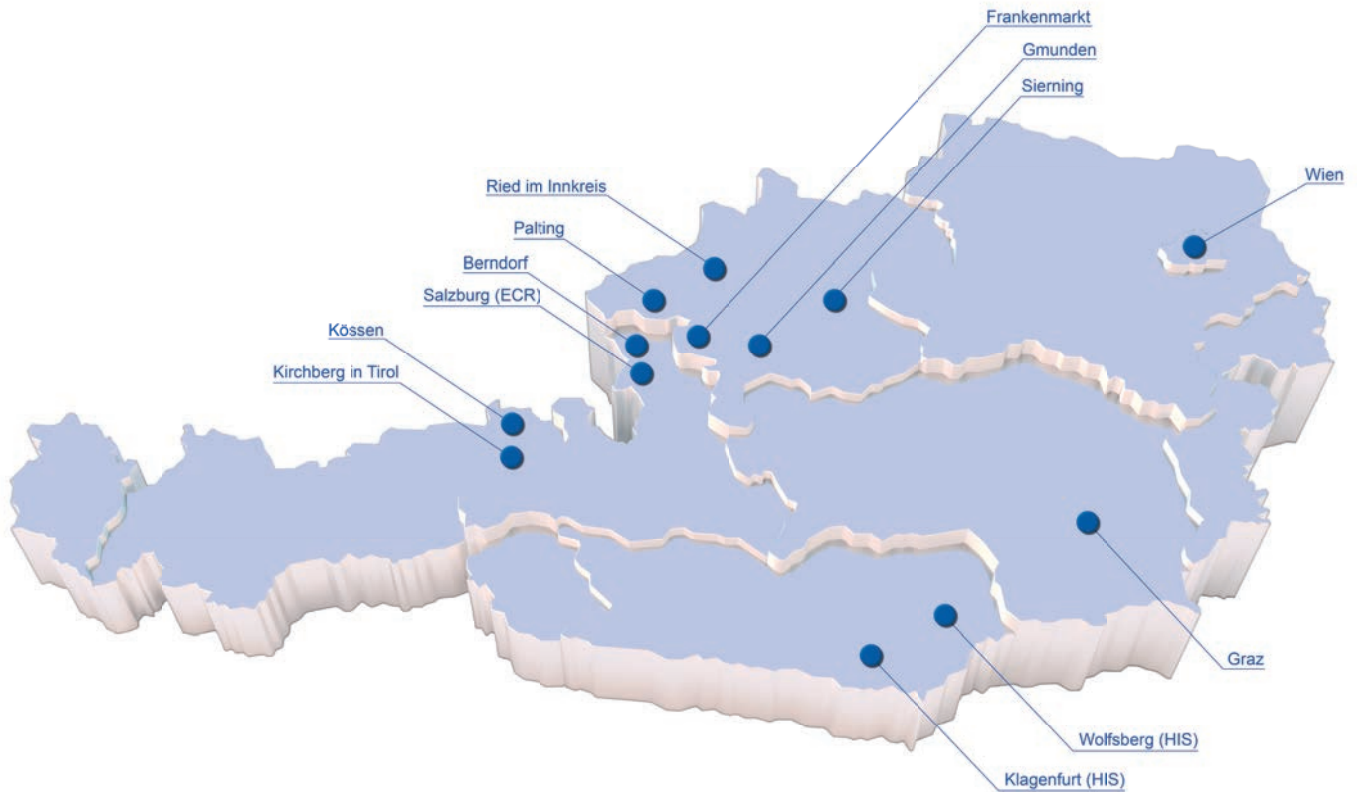 Frankenmarkt
Gmunden
Sierning
Wien
Ried im Innkreis
Palting
Berndorf
Salzburg (ECR)
Kössen
Kirchberg in Tirol
Graz
Wolfsberg (HIS)
Klagenfurt (HIS)